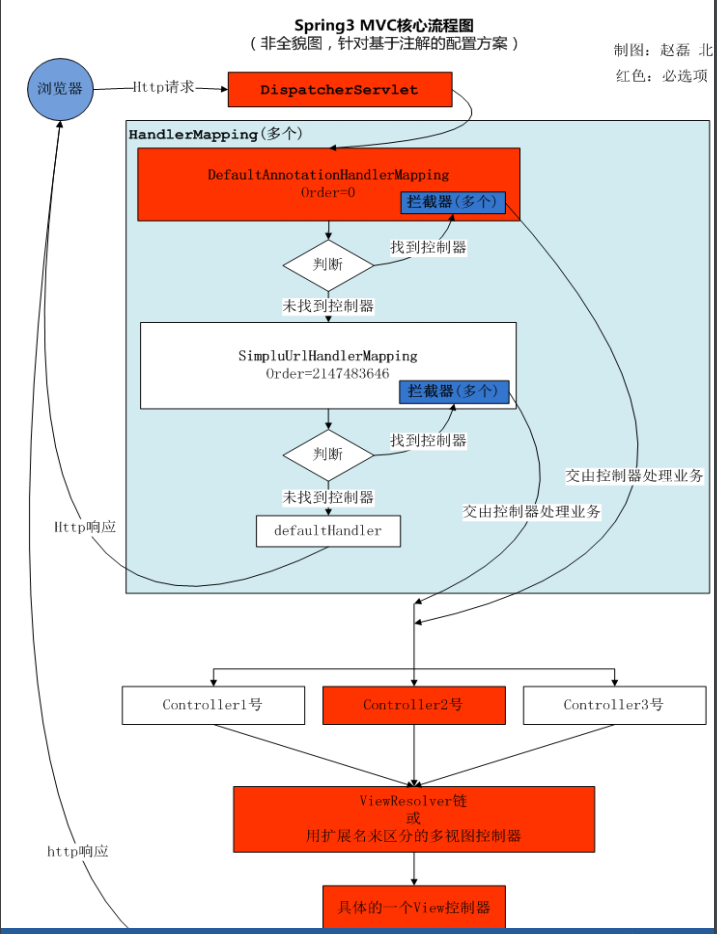 Spring3 MVC核心流程图
（非全貌图，针对基于注解的配置方案）
制图：赵磊 北
红色：必选项
浏览器
Http请求
DispatcherServlet
HandlerMapping(多个)
DefaultAnnotationHandlerMapping
Order=0
拦截器(多个)
判断
找到控制器
未找到控制器
SimpluUrlHandlerMapping
Order=2147483646
拦截器(多个)
判断
找到控制器
未找到控制器
defaultHandler
交由控制器处理业务
交由控制器处理业务
Http响应
Controller1号
Controller2号
Controller3号
ViewResolver链
或
用扩展名来区分的多视图控制器
http响应
具体的一个View控制器